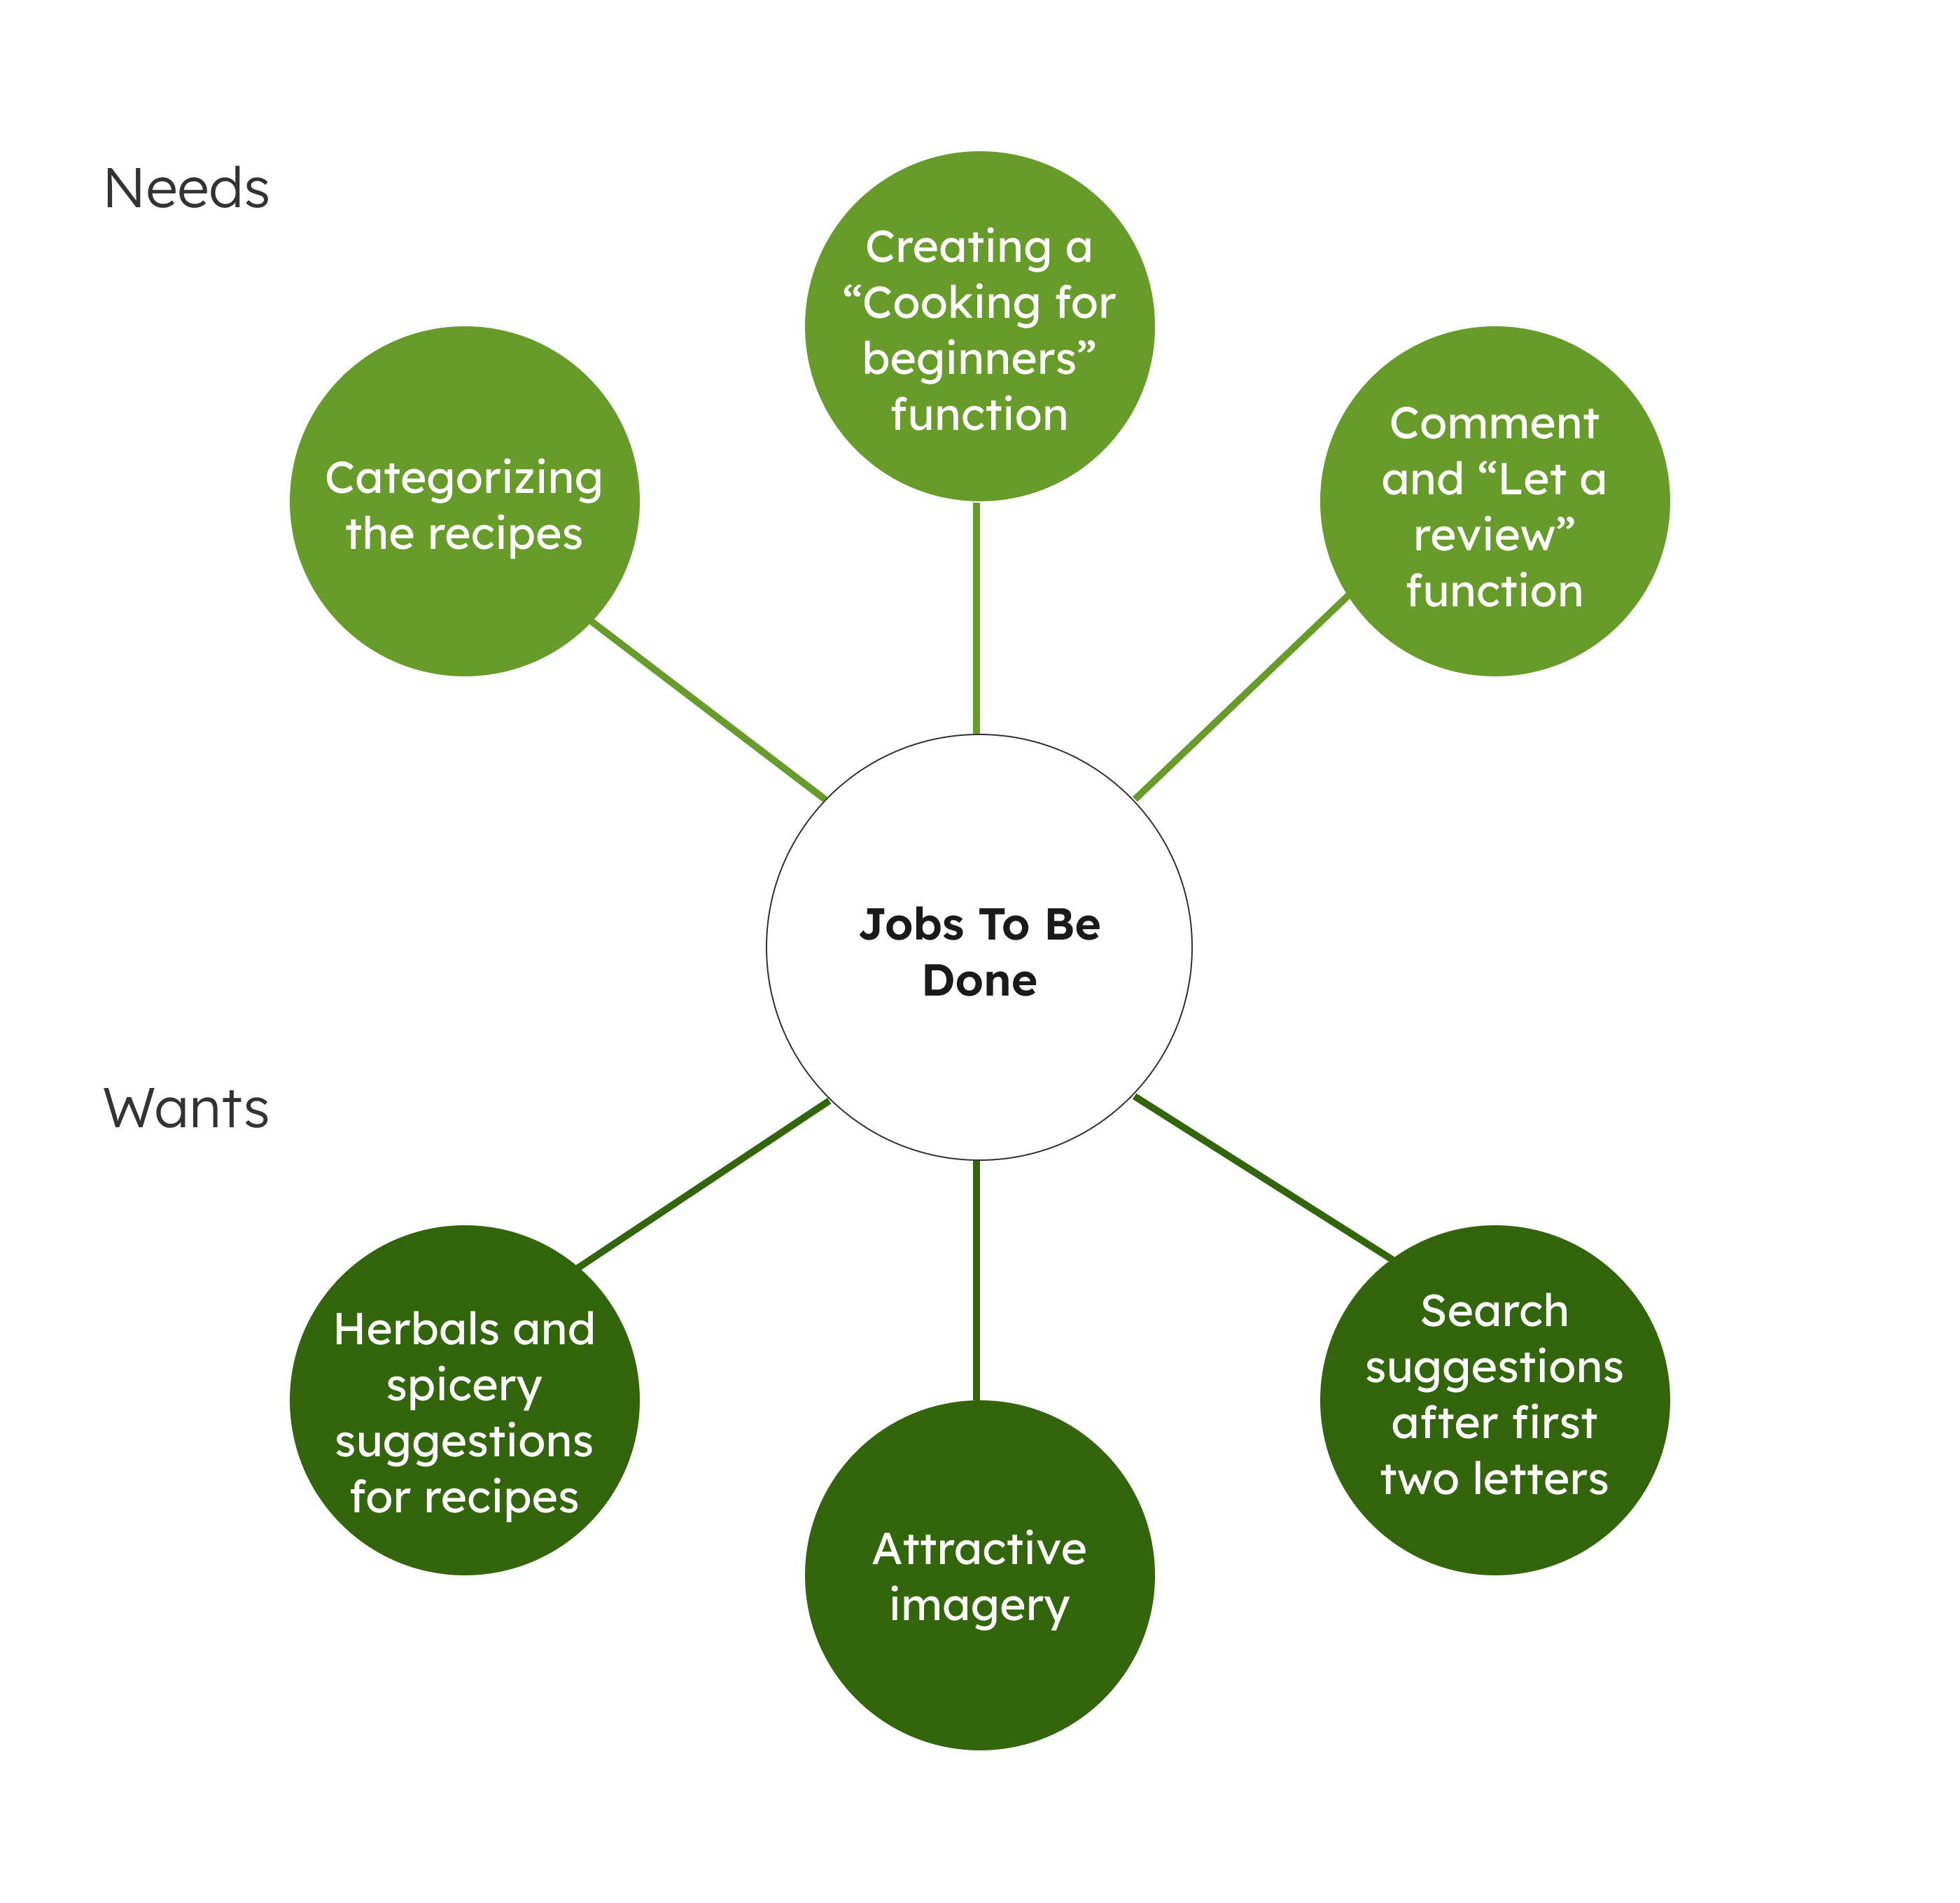 Needs
Creating a
“Cooking for
beginners”
function
Categorizing
the recipes
Comment
and “Let a
review”
function
Jobs To Be
Done
Wants
Herbals and
spicery
suggestions
for recipes
Attractive
imagery
Search
suggestions
after first
two letters